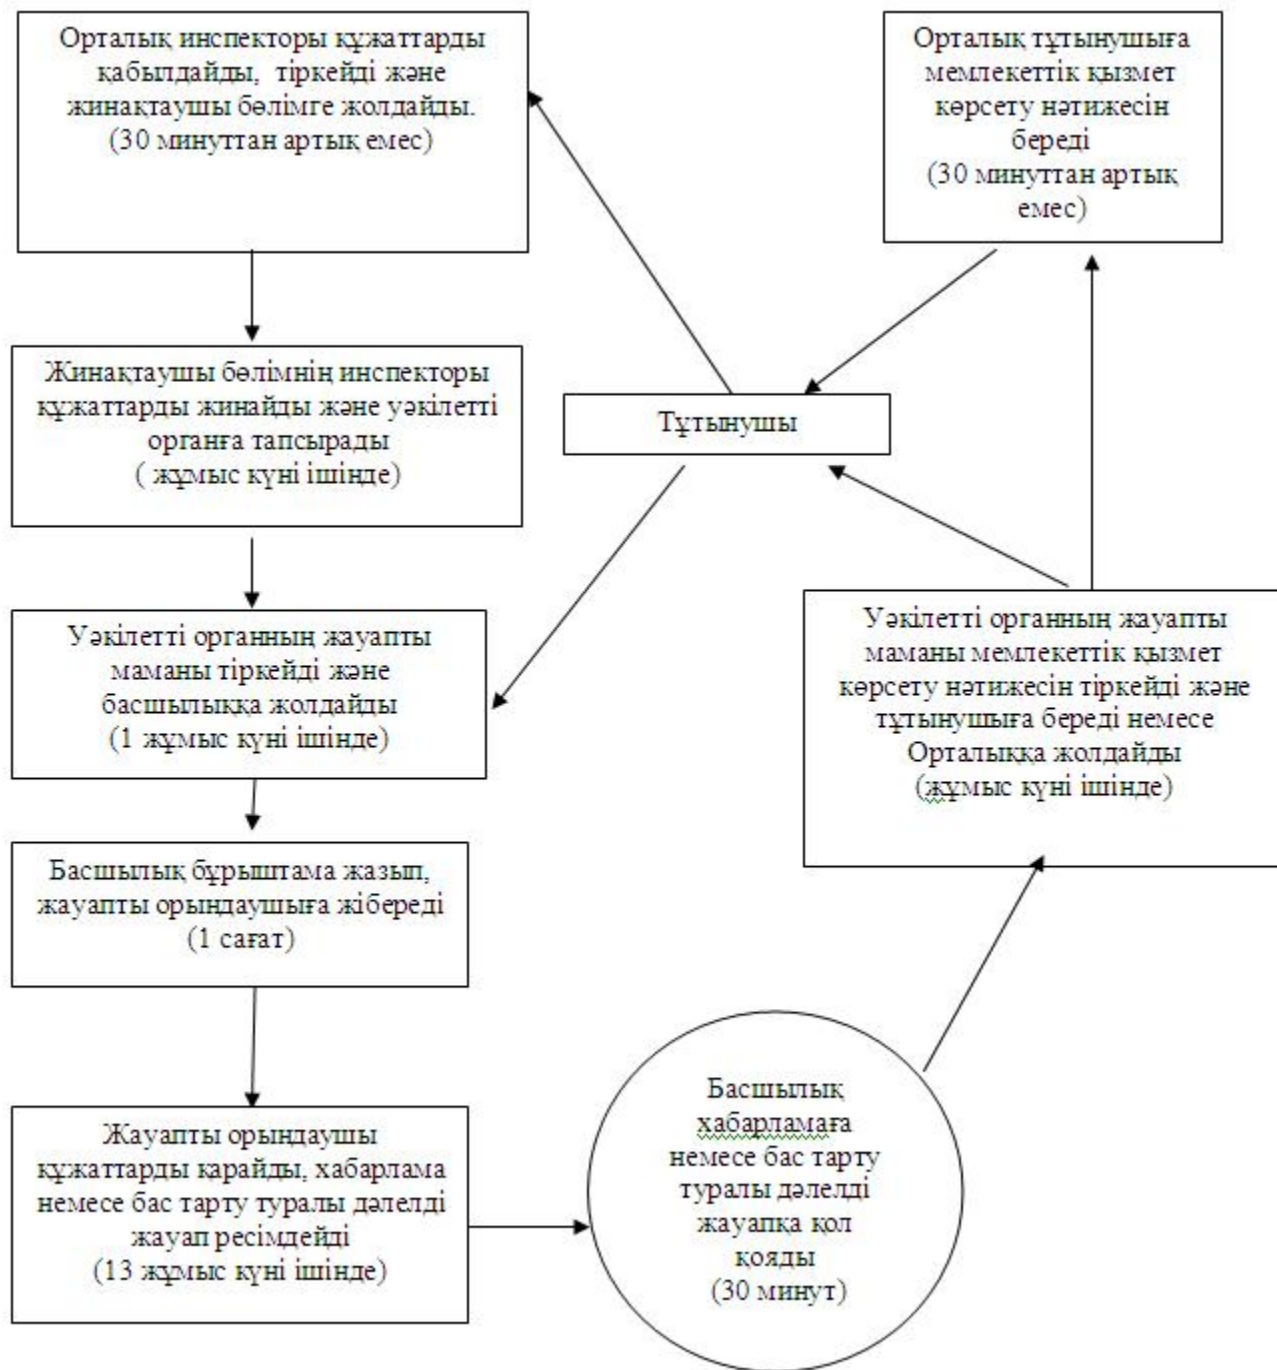 Орталық инспекторы құжаттарды
қабылдайды,  тіркейді және
жинақтаушы бөлімге жолдайды.
(30 минуттан артық емес)
Орталық тұтынушыға
мемлекеттік қызмет
көрсету нәтижесін
береді
(30 минуттан артық
емес)
Жинақтаушы бөлімнің инспекторы
құжаттарды жинайды және уәкілетті
органға тапсырады
( жұмыс күні ішінде)
Тұтынушы
Уәкілетті органның жауапты
маманы тіркейді және
басшылыққа жолдайды
(1 жұмыс күні ішінде)
Уәкілетті органның жауапты
маманы мемлекеттік қызмет
көрсету нәтижесін тіркейді және
тұтынушыға береді немесе
Орталыққа жолдайды
(жұмыс күні ішінде)
Басшылық бұрыштама жазып,
жауапты орындаушыға жібереді
(1 сағат)
Жауапты орындаушы
құжаттарды қарайды, хабарлама
немесе бас тарту туралы дәлелді
жауап ресімдейді
(13 жұмыс күні ішінде)
Басшылық
хабарламаға
немесе бас тарту
туралы дәлелді
жауапқа қол
қояды
(30 минут)